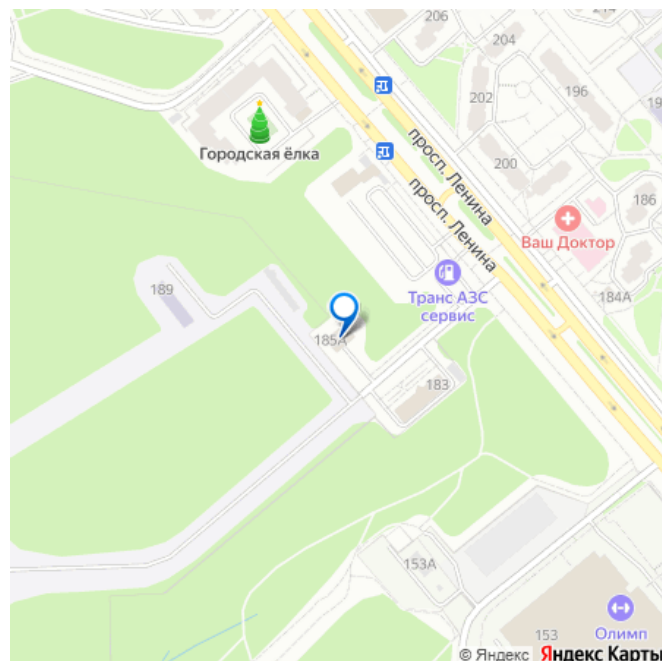 206
204
202
196
200
186
184А
просп. Ленина
просп. Ленина
Городская ёлка
Ваш Доктор
Транс АЗС
сервис
189
185А
183
153А
153
Олимп
© Яндекс Яндекс Карты